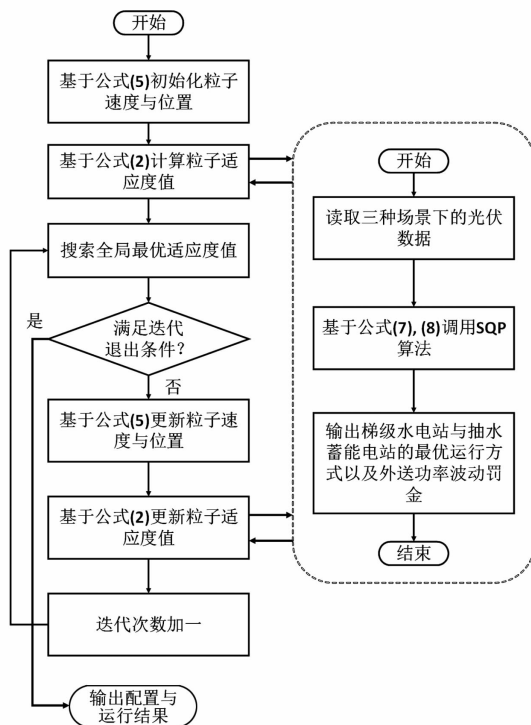 开始
基于公式(5)初始化粒子
速度与位置
基于公式(2)计算粒子适
应度值
搜索全局最优适应度值
是
满足迭代
退出条件？
否
基于公式(5)更新粒子速
度与位置
基于公式(2)更新粒子适
应度值
迭代次数加一
输出配置与
运行结果
开始
读取三种场景下的光伏
数据
基于公式(7), (8)调用SQP
算法
输出梯级水电站与抽水
蓄能电站的最优运行方
式以及外送功率波动罚
金
结束